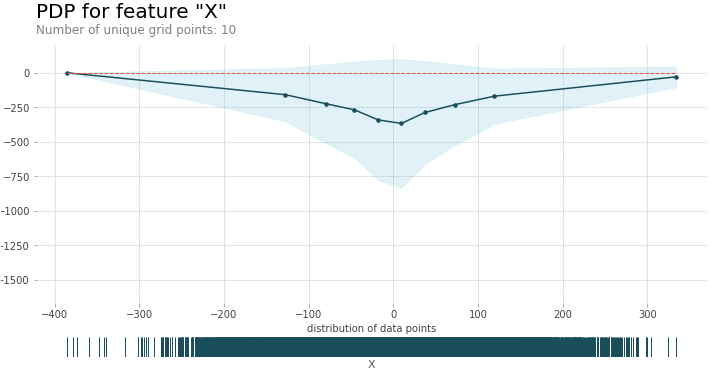 PDP for feature "X"
Number of unique grid points: 10
0
−250
−500
−750
−1000
−1250
−1500
−400 −300 −200 −100 0 100 200 300
distribution of data points
X